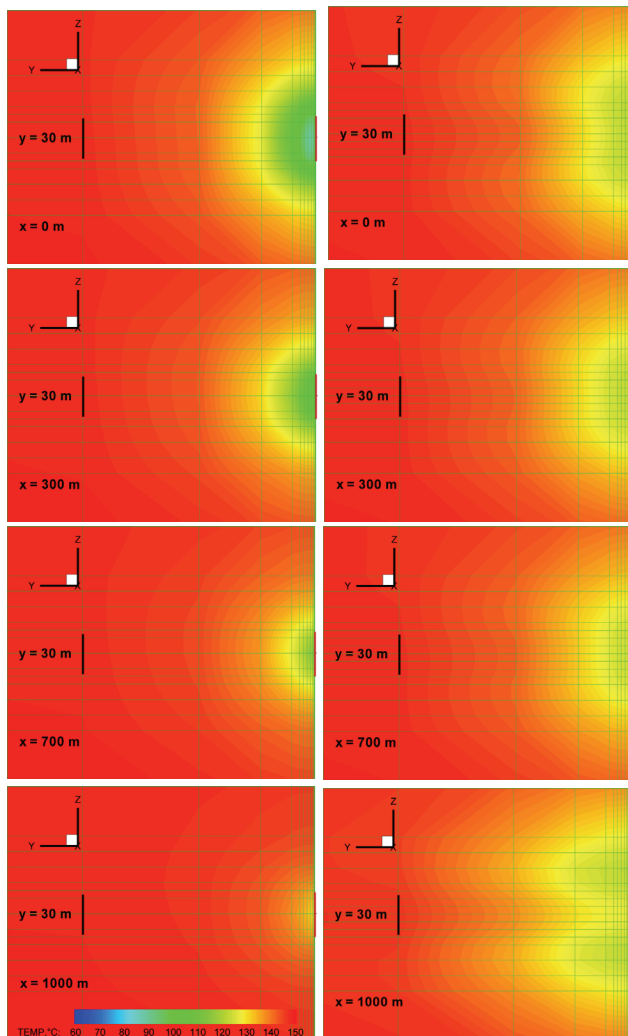 Z
Y
X
y = 30 m
x = 0 m
Z
Y
X
y = 30 m
x = 0 m
Z
Y
X
y = 30 m
x = 300 m
Z
Y
X
y = 30 m
x = 300 m
Z
Y
X
y = 30 m
x = 700 m
Z
Y
X
y = 30 m
x = 700 m
Z
Y
X
y = 30 m
x = 1000 m
TEMP.°C: 60 70 80 90 100 110 120 130 140 150
Z
Y
X
y = 30 m
x = 1000 m